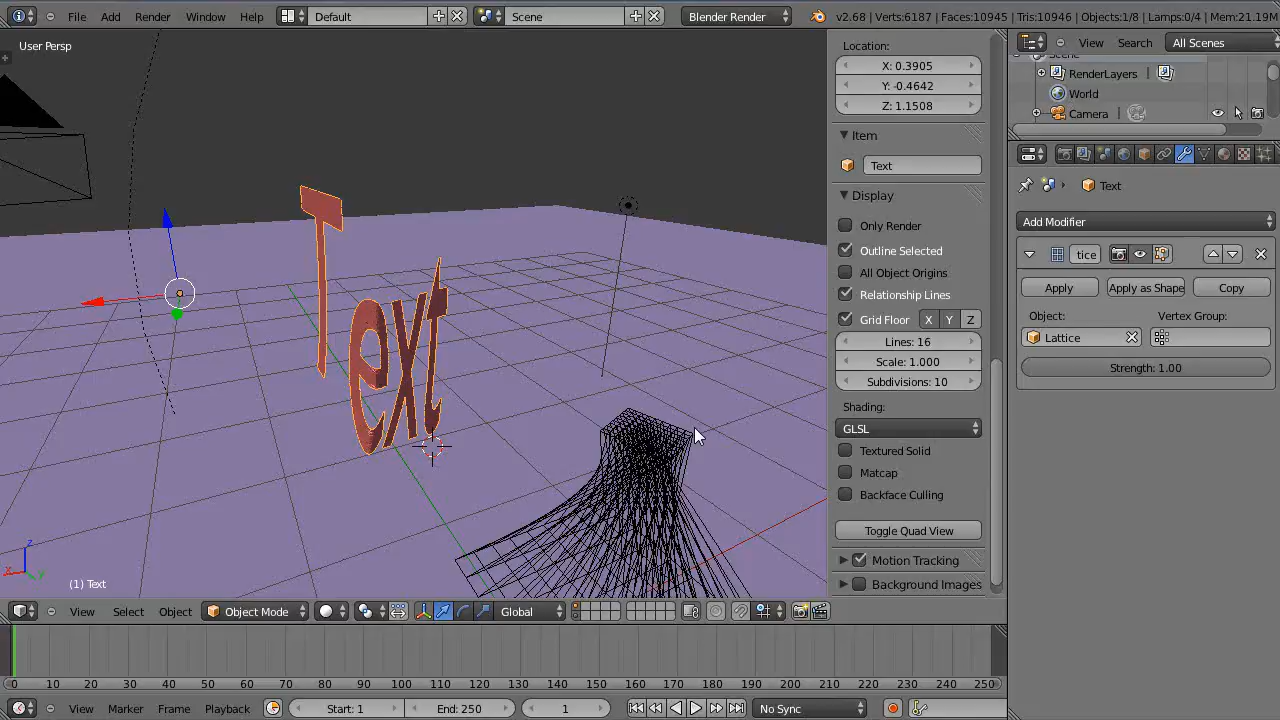 File Add Render Window Help Default Scene Blender Render v2.68 | Verts:6187 | Faces:10945 | Tris:10946 | Objects:1/8 | Lamps:0/4 | Mem:21.19M
User Persp
Text
(1) Text
z
x
y
View Select Object Object Mode Global
Location:
X: 0.3905
Y: -0.4642
Z: 1.1508
Item
Text
Display
Only Render
Outline Selected
All Object Origins
Relationship Lines
Grid Floor X Y Z
Lines: 16
Scale: 1.000
Subdivisions: 10
Shading:
GLSL
Textured Solid
Matcap
Backface Culling
Toggle Quad View
Motion Tracking
Background Images
View Search All Scenes
RenderLayers |
World
Camera |
Text
Add Modifier
tice
Apply Apply as Shape Copy
Object: Vertex Group:
Lattice
Strength: 1.00
0 10 20 30 40 50 60 70 80 90 100 110 120 130 140 150 160 170 180 190 200 210 220 230 240 250
View Marker Frame Playback Start: 1 End: 250 1 No Sync